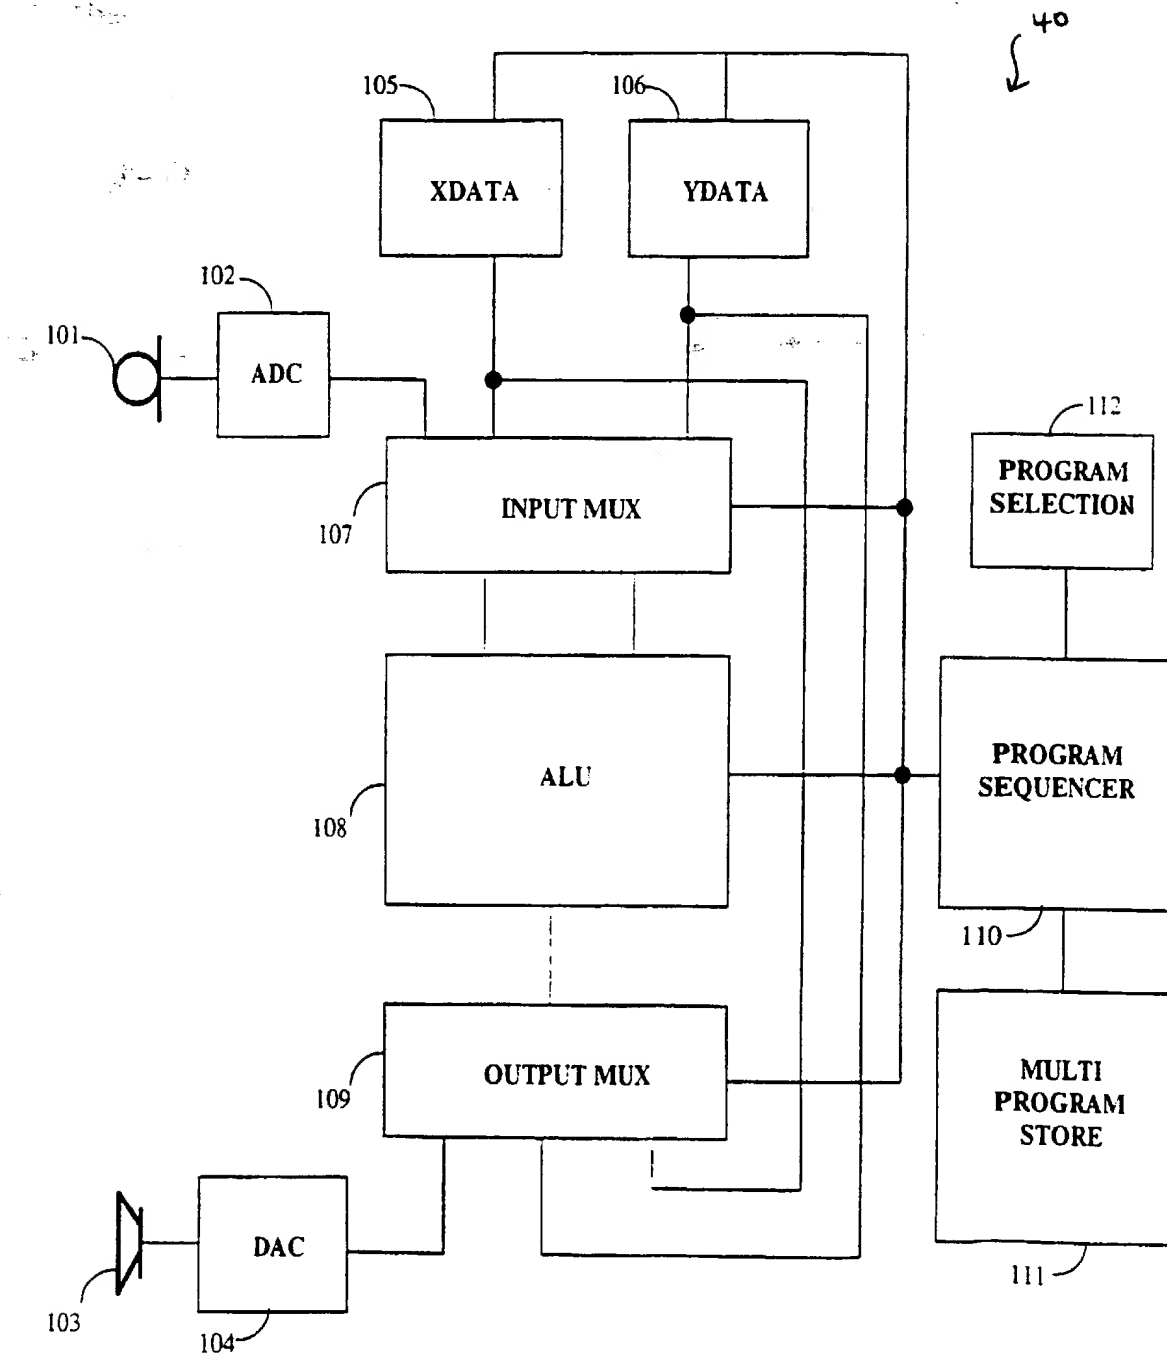 40
105
106
XDATA
YDATA
102
101
ADC
112
PROGRAM
SELECTION
INPUT MUX
107
PROGRAM
SEQUENCER
ALU
108
110
OUTPUT MUX
109
MULTI
PROGRAM
STORE
DAC
111
103
104